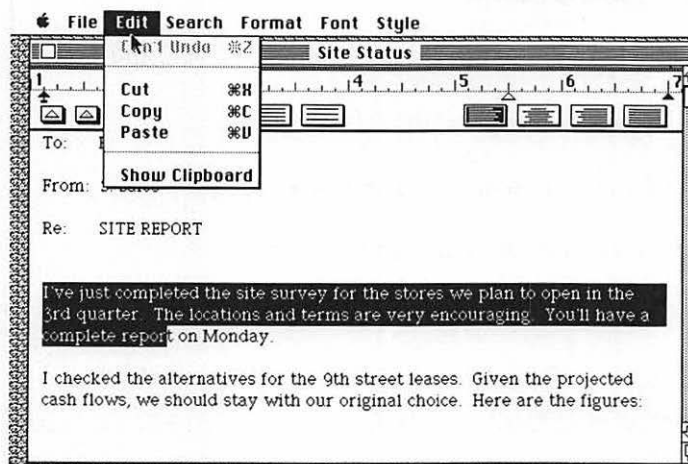 File Edit Search Format Font Style
Can't Undo ⌘Z
Site Status
1 4 5 6 7
Cut ⌘X
Copy ⌘C
Paste ⌘V
Show Clipboard
To:
From:
Re: SITE REPORT
I've just completed the site survey for the stores we plan to open in the
3rd quarter. The locations and terms are very encouraging. You'll have a
complete report on Monday.
I checked the alternatives for the 9th street leases. Given the projected
cash flows, we should stay with our original choice. Here are the figures: